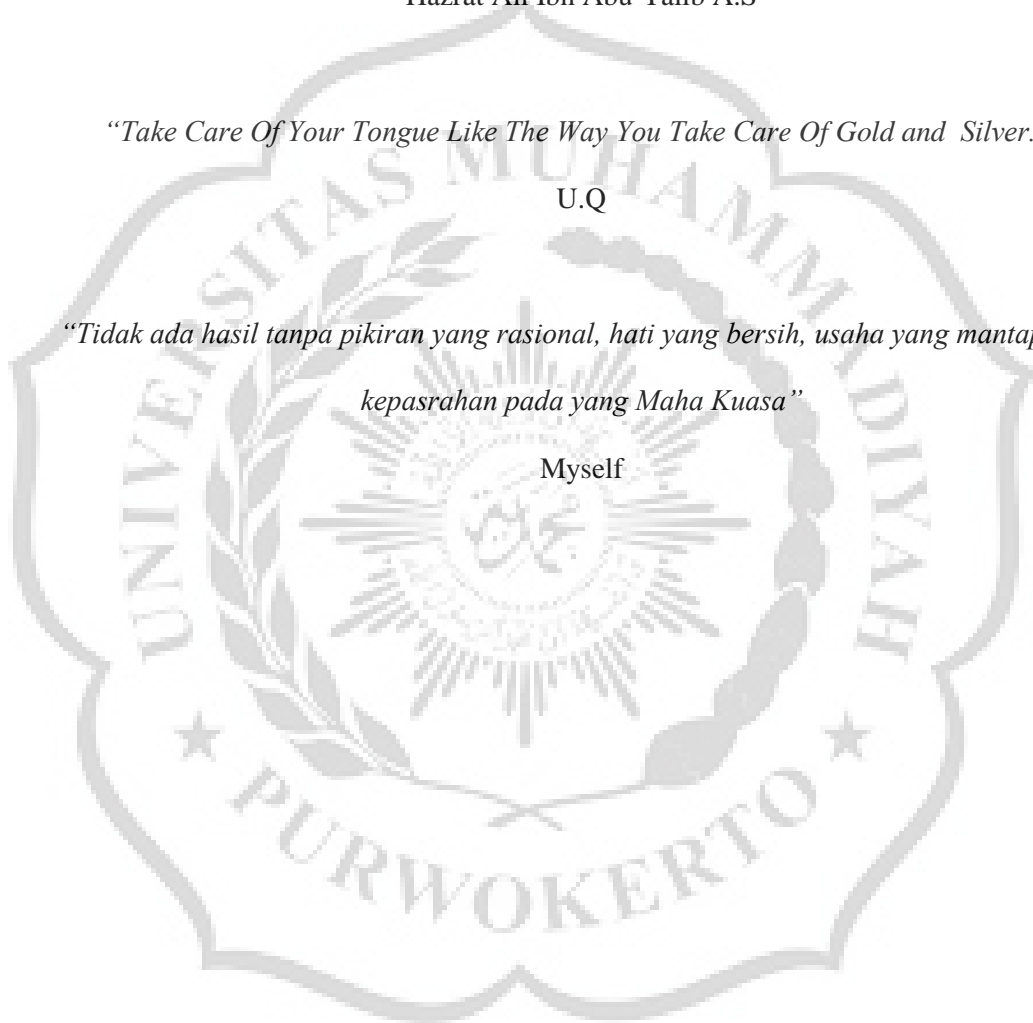 Hazrat Ali Ibn Abu Talib A.S
“Take Care Of Your Tongue Like The Way You Take Care Of Gold and Silver.
U.Q
“Tidak ada hasil tanpa pikiran yang rasional, hati yang bersih, usaha yang mantap
kepasrahan pada yang Maha Kuasa”
Myself
UNIVERSITAS MUHAMMADIYAH
PURWOKERTO